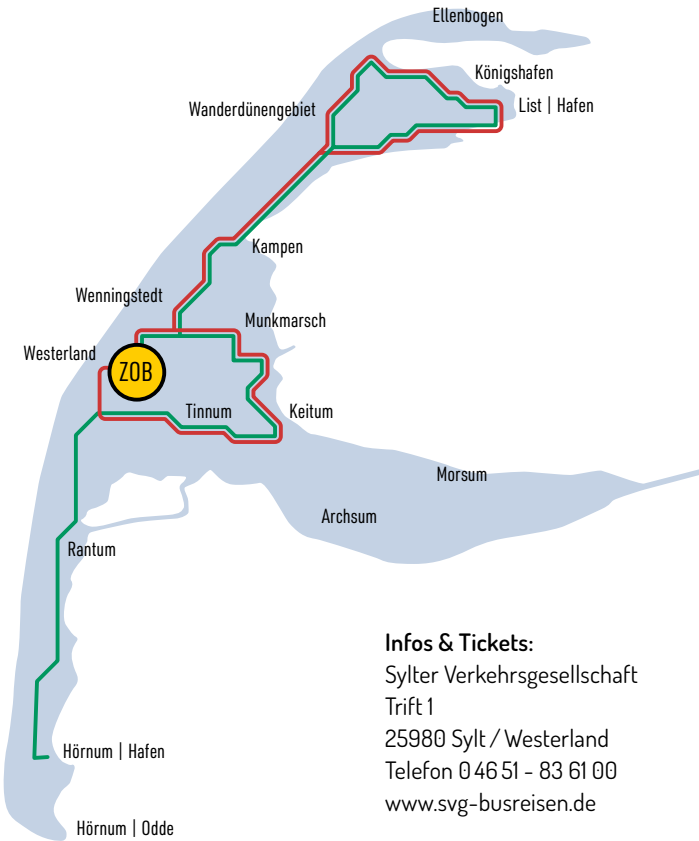 Ellenbogen
Königshafen
Wanderdünengebiet
List | Hafen
Kampen
Wenningstedt
Munkmarsch
Westerland
ZOB
Tinnum
Keitum
Morsum
Archsum
Rantum
Hörnum | Hafen
Hörnum | Odde
Infos & Tickets:
Sylter Verkehrsgesellschaft
Trift 1
25980 Sylt / Westerland
Telefon 0 46 51 - 83 61 00
www.svg-busreisen.de